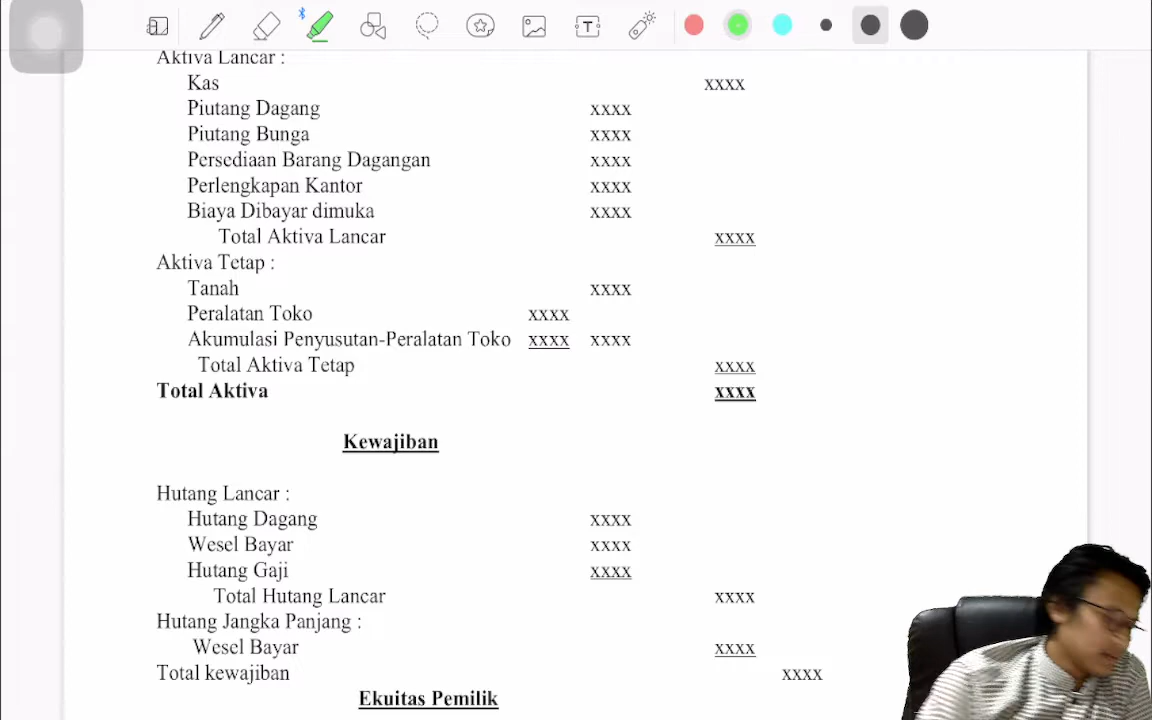 T
Aktiva Lancar :
Kas xxxx
Piutang Dagang xxxx
Piutang Bunga xxxx
Persediaan Barang Dagangan xxxx
Perlengkapan Kantor xxxx
Biaya Dibayar dimuka xxxx
Total Aktiva Lancar xxxx
Aktiva Tetap :
Tanah xxxx
Peralatan Toko xxxx
Akumulasi Penyusutan-Peralatan Toko xxxx xxxx
Total Aktiva Tetap xxxx
Total Aktiva xxxx
Kewajiban
Hutang Lancar :
Hutang Dagang xxxx
Wesel Bayar xxxx
Hutang Gaji xxxx
Total Hutang Lancar xxxx
Hutang Jangka Panjang :
Wesel Bayar xxxx
Total kewajiban xxxx
Ekuitas Pemilik